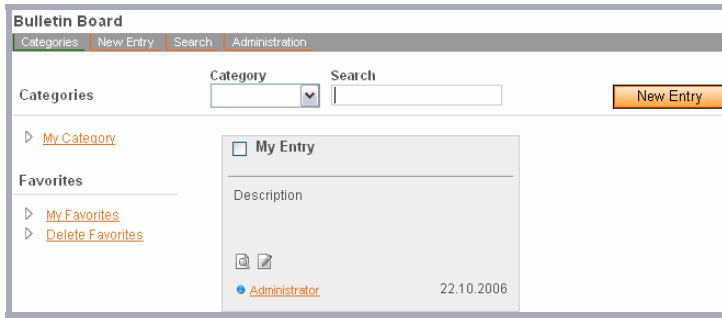 Bulletin Board
Categories New Entry Search Administration
Category Search
Categories
New Entry
My Category
My Entry
Favorites
Description
My Favorites
Delete Favorites
Administrator 22.10.2006